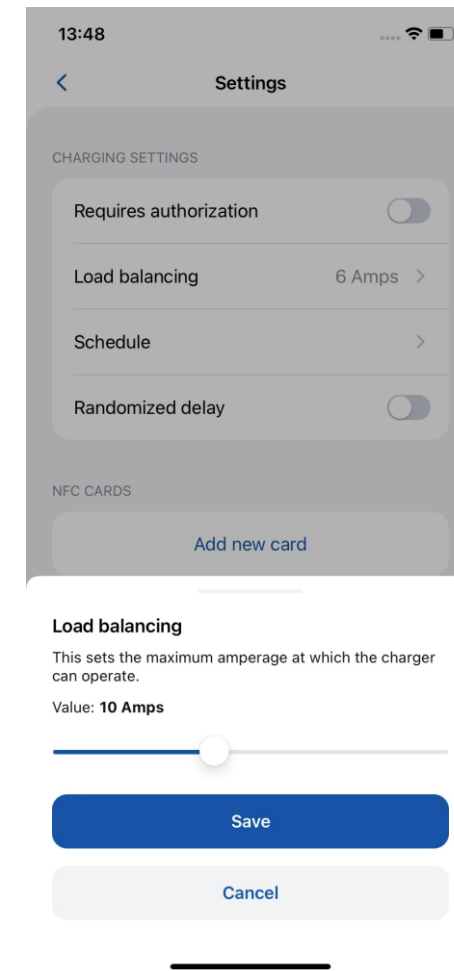 13:48
Settings
CHARGING SETTINGS
Requires authorization
Load balancing 6 Amps
Schedule
Randomized delay
NFC CARDS
Add new card
Load balancing
This sets the maximum amperage at which the charger
can operate.
Value: 10 Amps
Save
Cancel